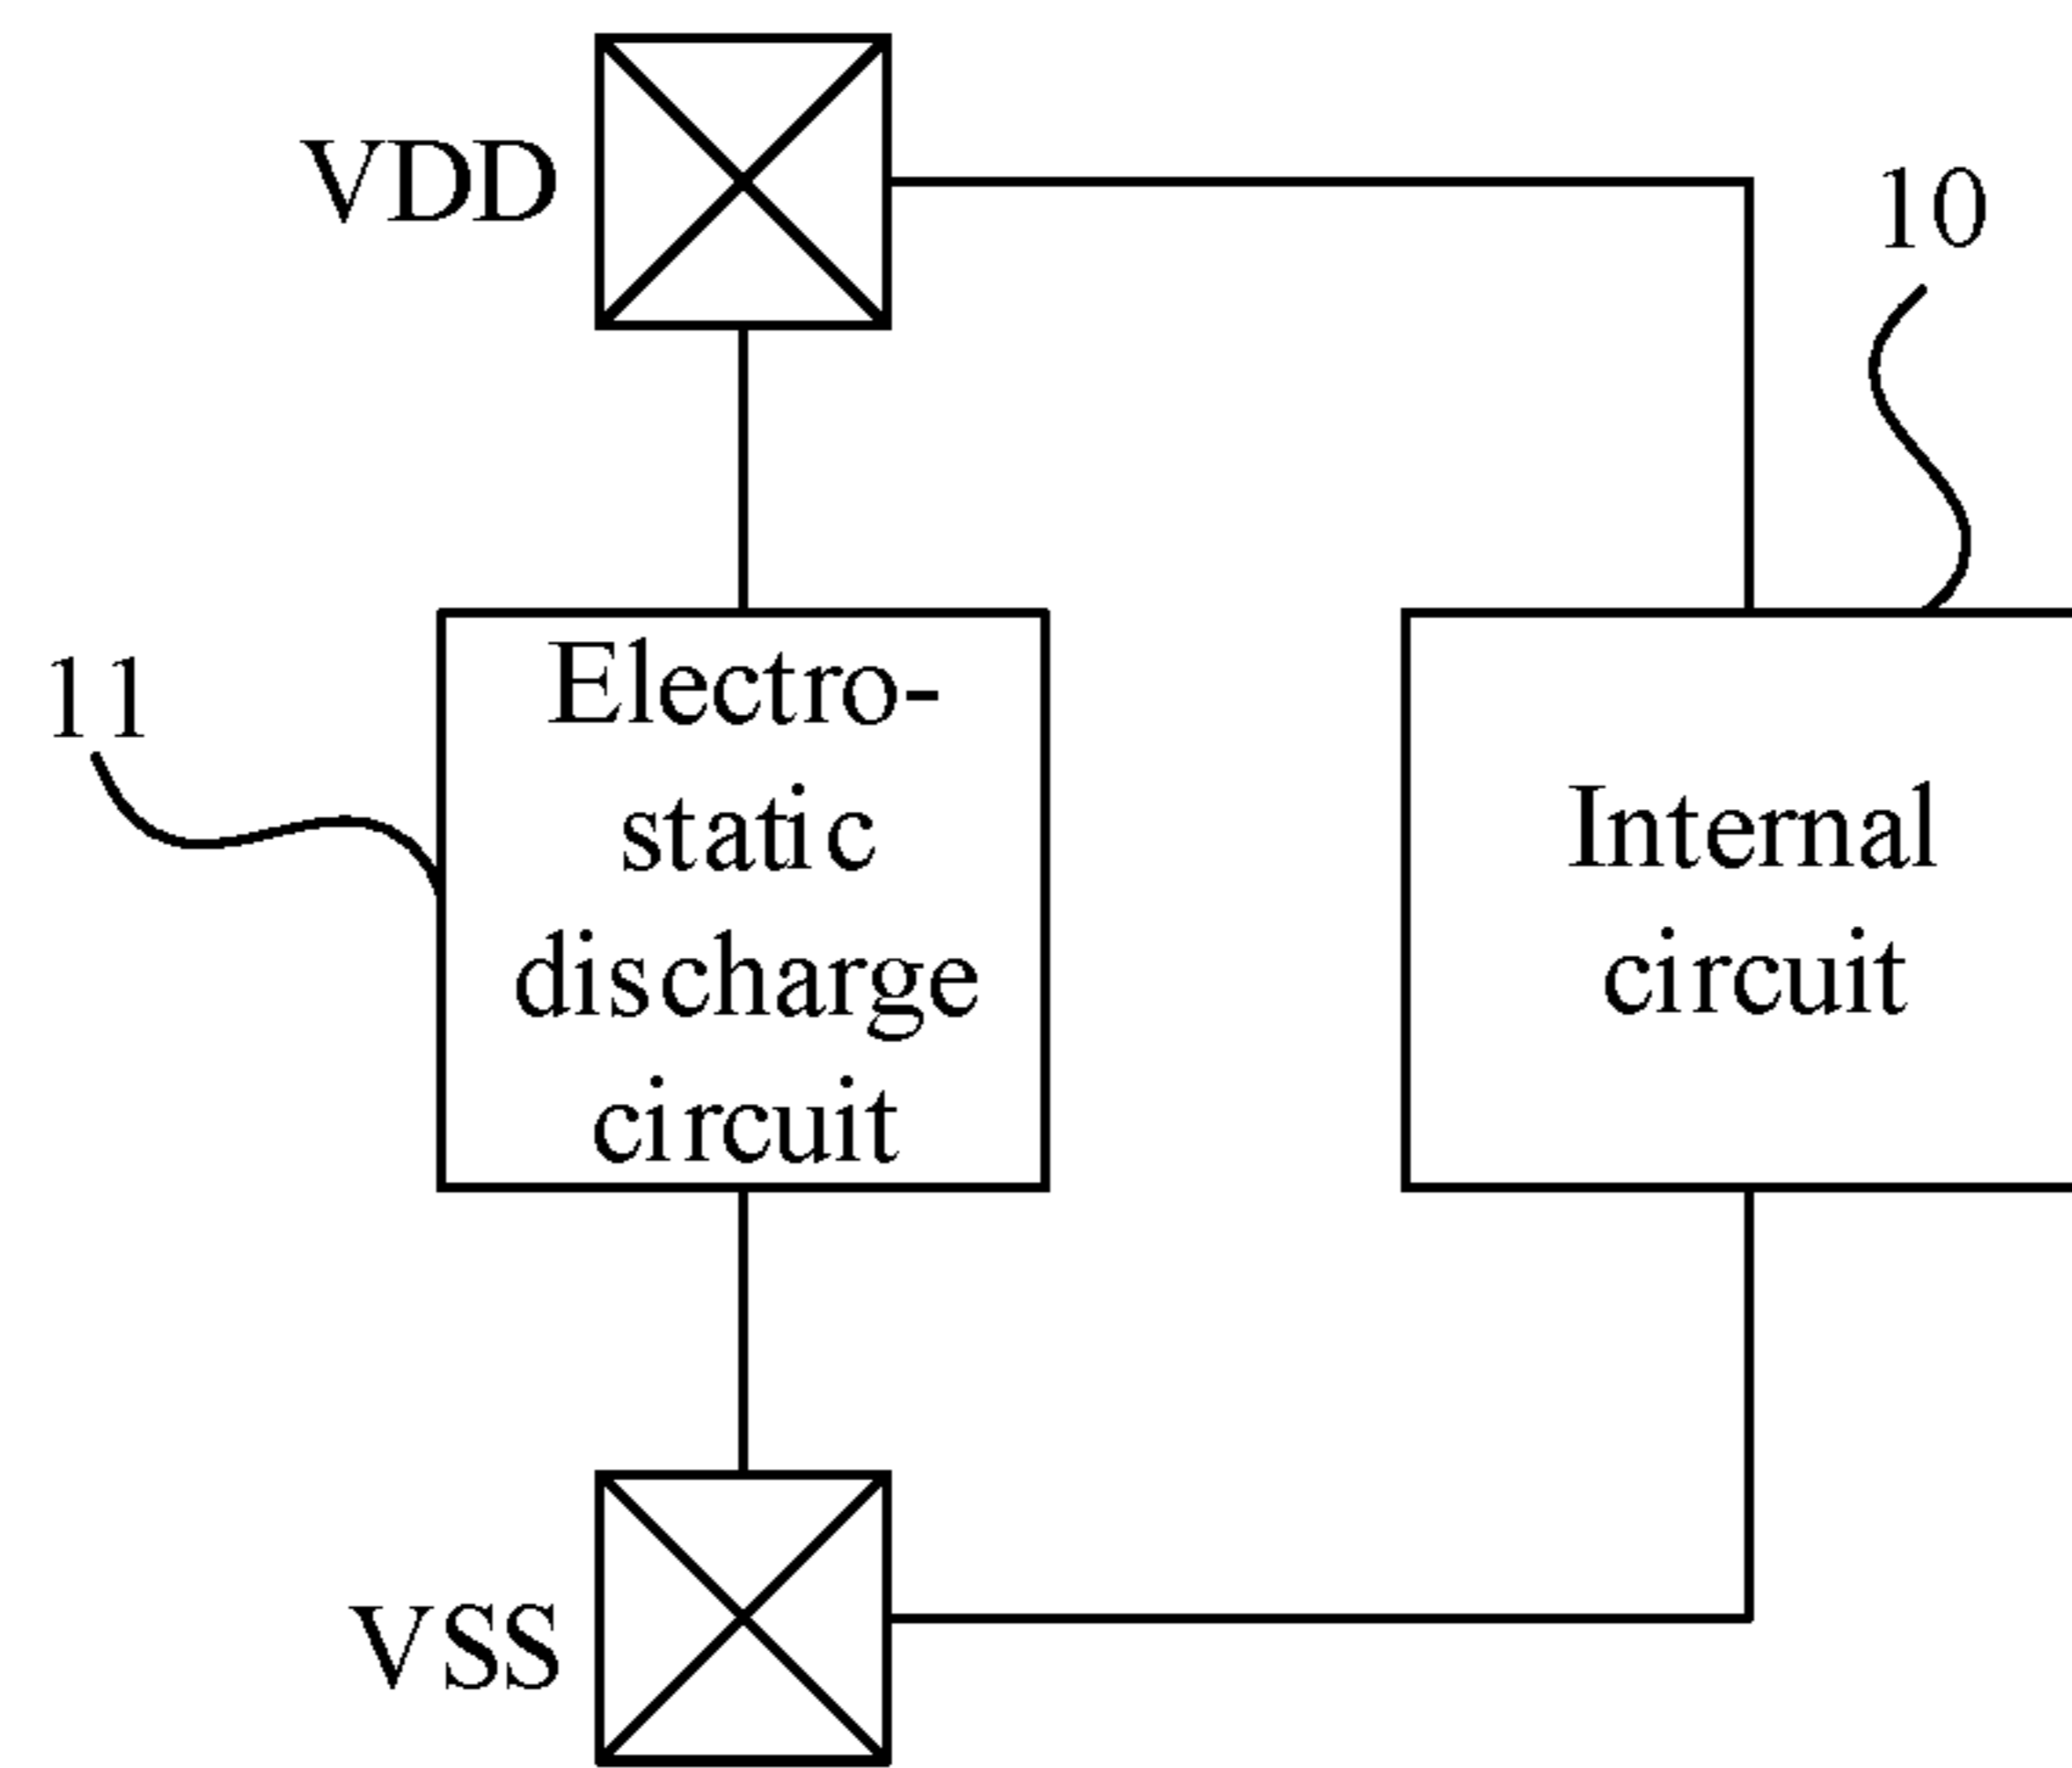 VDD
10
11
Electro-
static
discharge
circuit
Internal
circuit
VSS